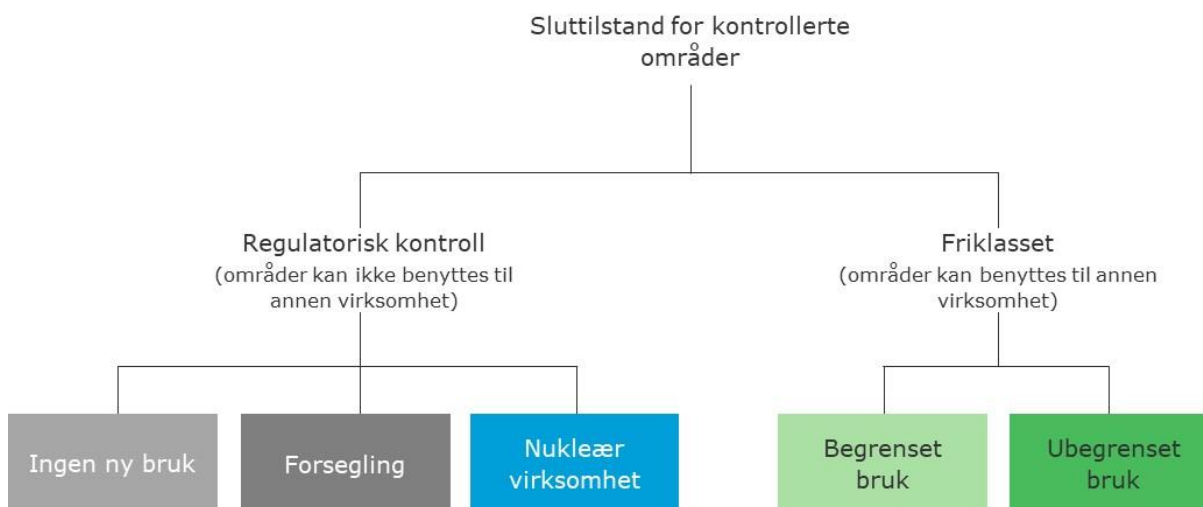 Sluttilstand for kontrollerte
områder
Regulatorisk kontroll
(områder kan ikke benyttes til
annen virksomhet)
Friklasset
(områder kan benyttes til annen
virksomhet)
Ingen ny bruk
Forsegling
Nukleær
virksomhet
Begrenset
bruk
Ubegrenset
bruk